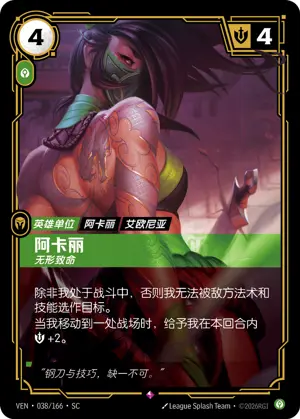 4
4
英雄单位 阿卡丽 艾欧尼亚
阿卡丽
无形致命
除非我处于战斗中，否则我无法被敌方法术和
技能选作目标。
当我移动到一处战场时，给予我在本回合内
+2。
“钢刀与技巧，缺一不可。”
VEN • 038/166 • SC
League Splash Team • ©2026RGI